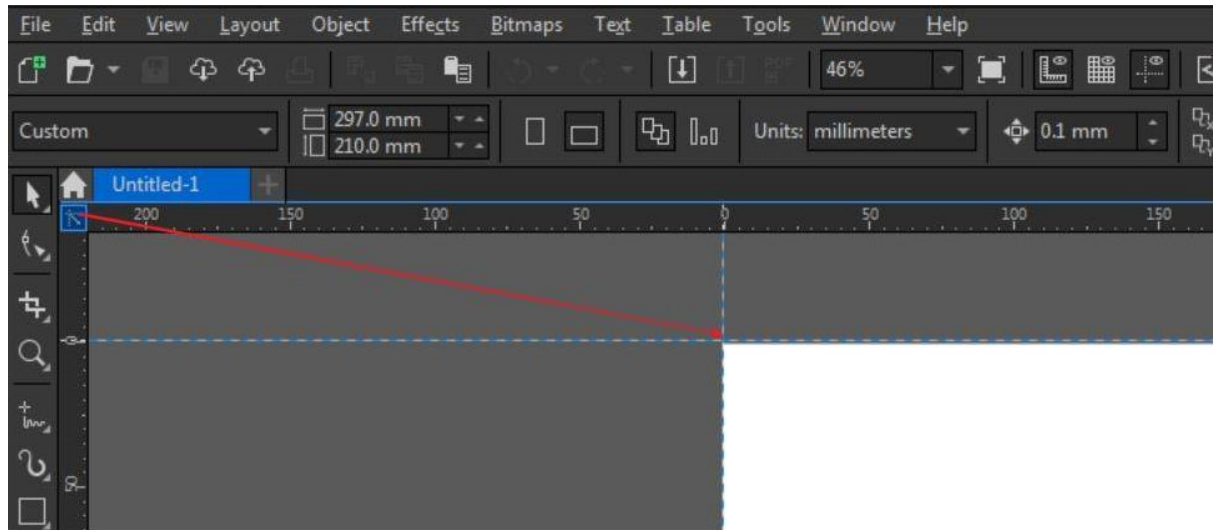 File Edit View Layout Object Effects Bitmaps Text Table Tools Window Help
46%
Custom 297.0 mm Units: millimeters 0.1 mm
210.0 mm
Untitled-1
200 150 100 50 0 50 100 150
0
50